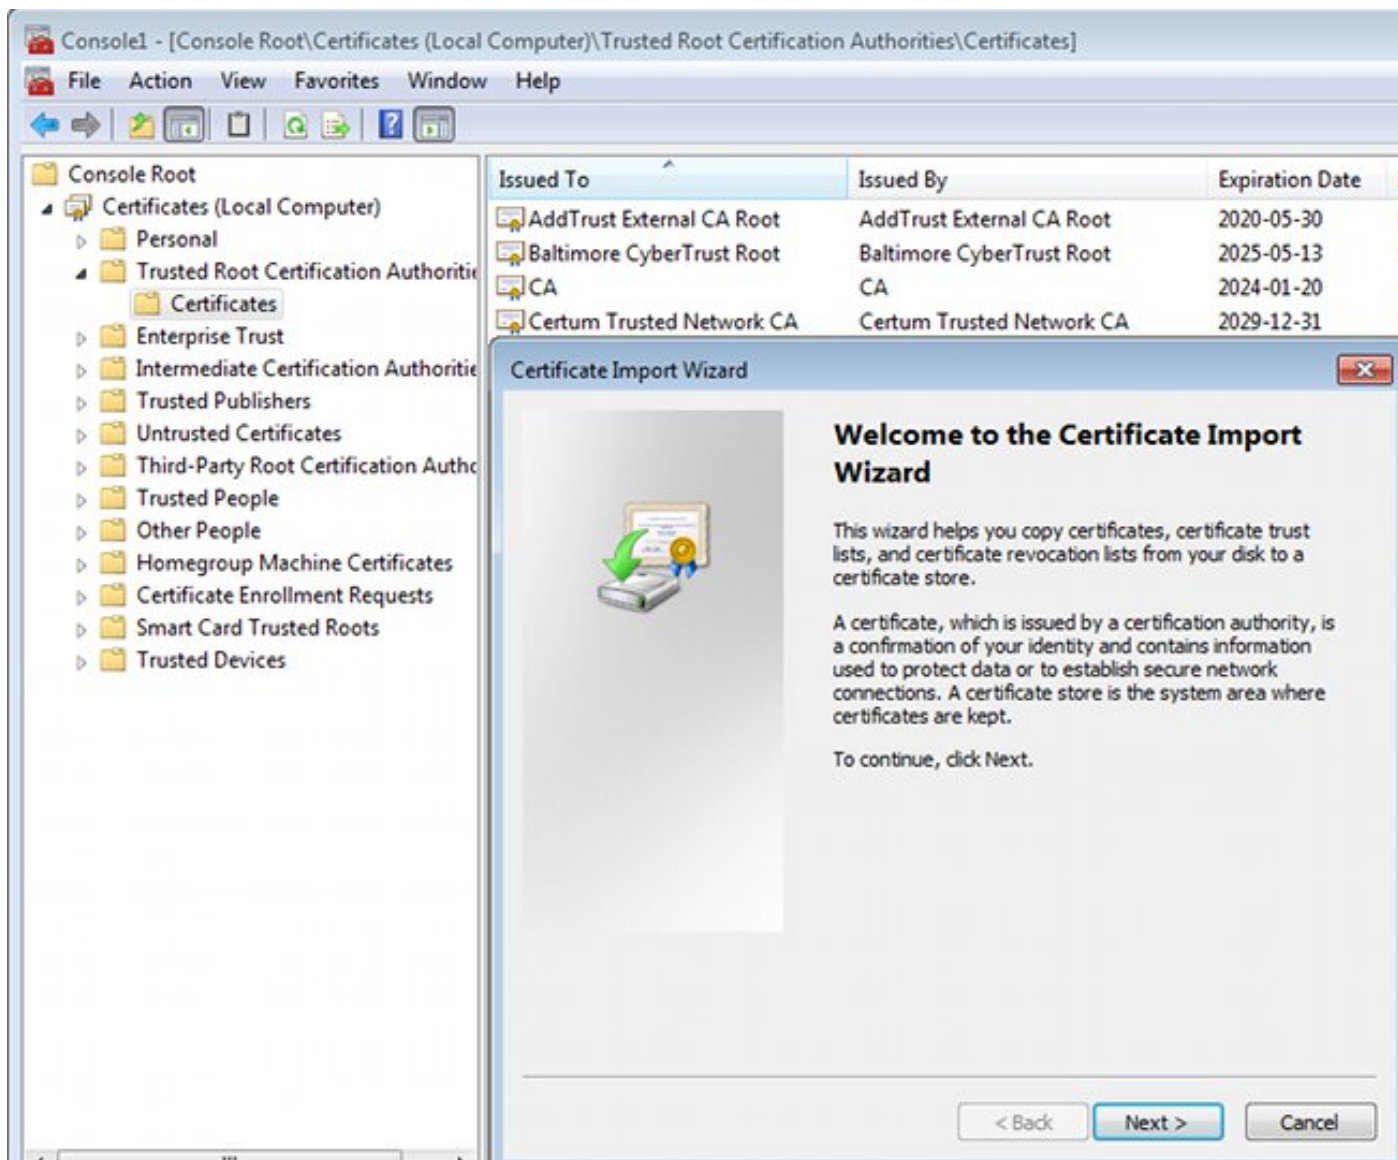 Console1 - [Console Root\Certificates (Local Computer)\Trusted Root Certification Authorities\Certificates]
File Action View Favorites Window Help
Console Root
Certificates (Local Computer)
Personal
Trusted Root Certification Authoritie
Certificates
Enterprise Trust
Intermediate Certification Authoritie
Trusted Publishers
Untrusted Certificates
Third-Party Root Certification Autho
Trusted People
Other People
Homegroup Machine Certificates
Certificate Enrollment Requests
Smart Card Trusted Roots
Trusted Devices
Issued To Issued By Expiration Date
AddTrust External CA Root AddTrust External CA Root 2020-05-30
Baltimore CyberTrust Root Baltimore CyberTrust Root 2025-05-13
CA CA 2024-01-20
Certum Trusted Network CA Certum Trusted Network CA 2029-12-31
Certificate Import Wizard
Welcome to the Certificate Import
Wizard
This wizard helps you copy certificates, certificate trust
lists, and certificate revocation lists from your disk to a
certificate store.
A certificate, which is issued by a certification authority, is
a confirmation of your identity and contains information
used to protect data or to establish secure network
connections. A certificate store is the system area where
certificates are kept.
To continue, click Next.
< Back Next > Cancel